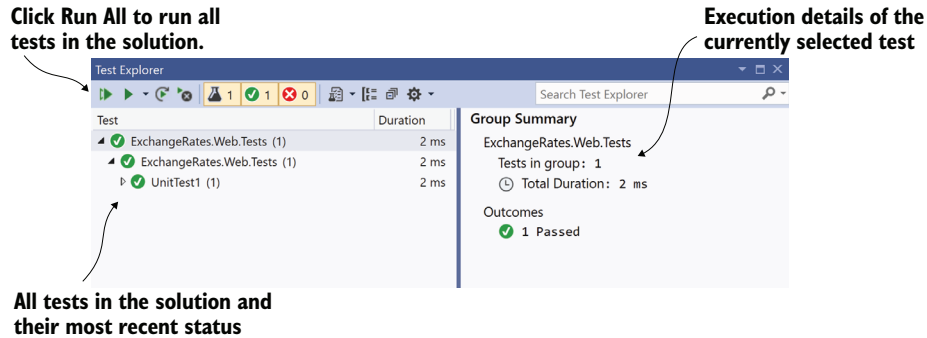 Click Run All to run all
tests in the solution.
Execution details of the
currently selected test
Test Explorer
1 1 0
Search Test Explorer
Test Duration
ExchangeRates.Web.Tests (1) 2 ms
ExchangeRates.Web.Tests (1) 2 ms
UnitTest1 (1) 2 ms
Group Summary
ExchangeRates.Web.Tests
Tests in group: 1
Total Duration: 2 ms
Outcomes
1 Passed
All tests in the solution and
their most recent status